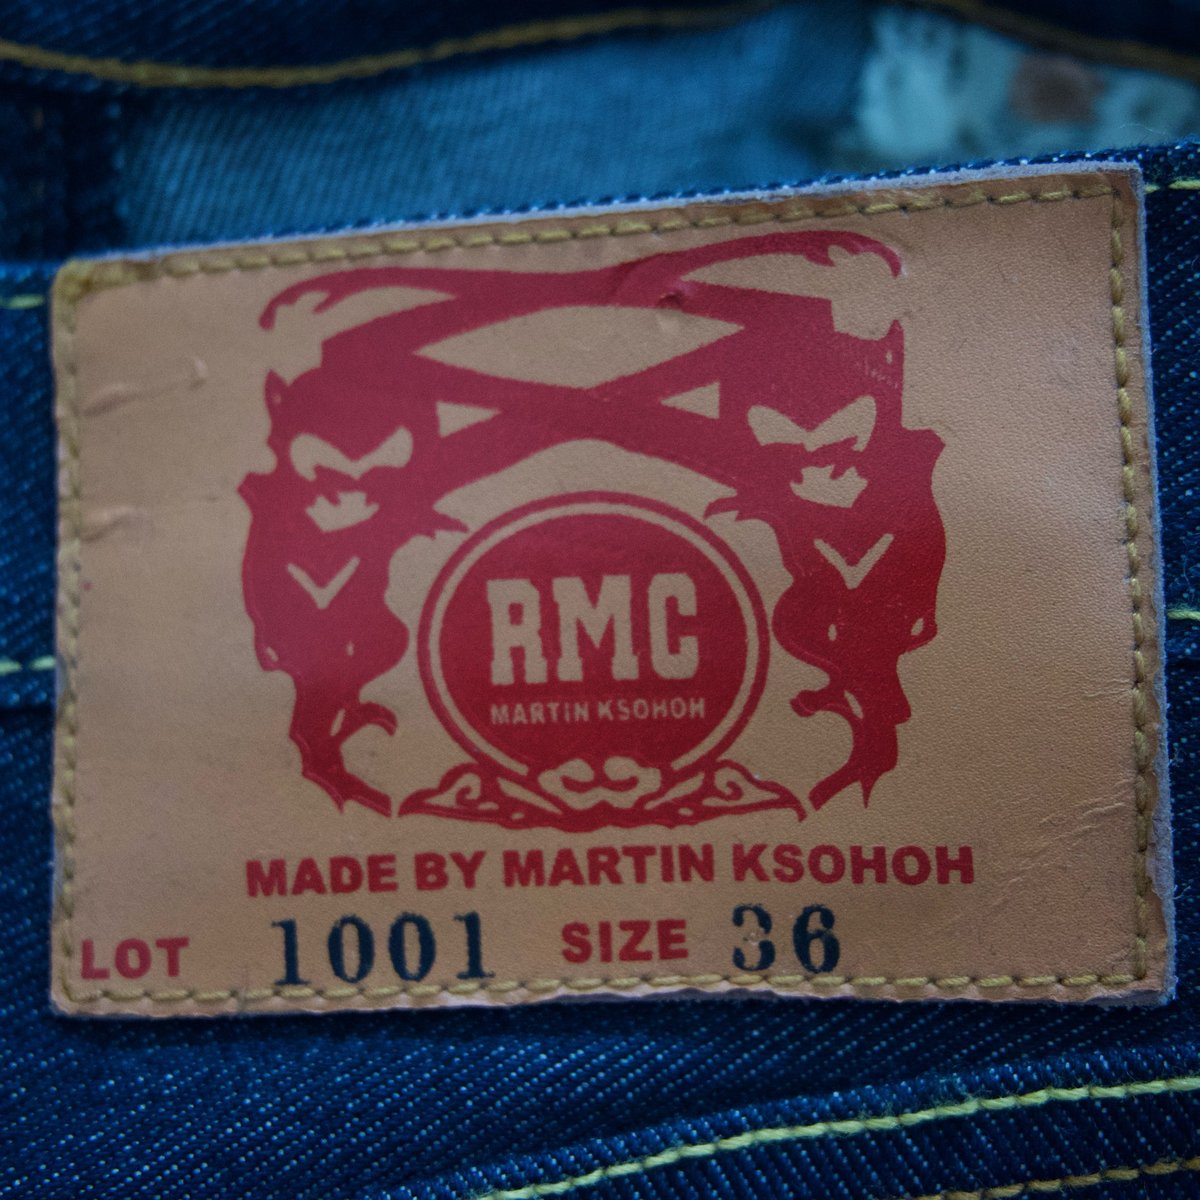 RMC
MARTIN KSOHOH
MADE BY MARTIN KSOHOH
LOT 1001 SIZE 36